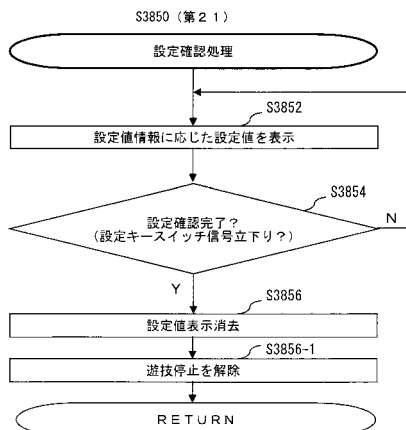 S3850 (第21)
設定確認処理
S3852
設定値情報に応じた設定値を表示
S3854
設定確認完了?
(設定キースイッチ信号立下り?)
N
Y
S3856
設定値表示消去
S3856-1
遊技停止を解除
RETURN